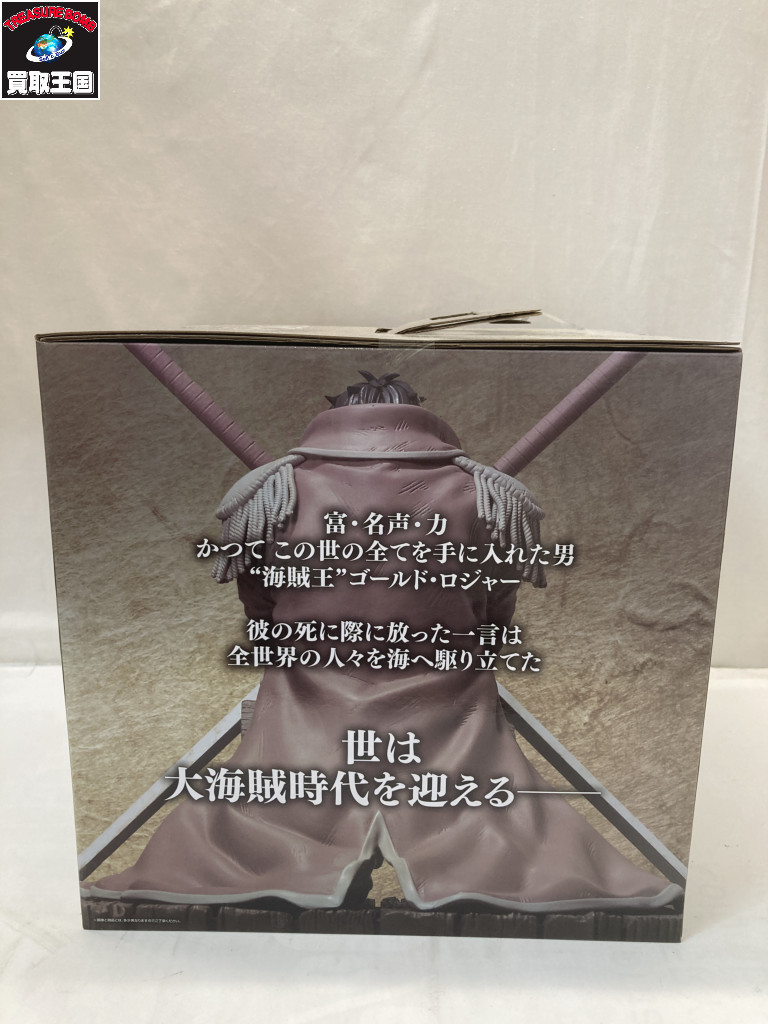 TREASURE BOMB
買取王国
富・名声・力
かつて この世の全てを手に入れた男
“海賊王”ゴールド・ロジャー
彼の死に際に放った一言は
全世界の人々を海へ駆り立てた
世は
大海賊時代を迎える――